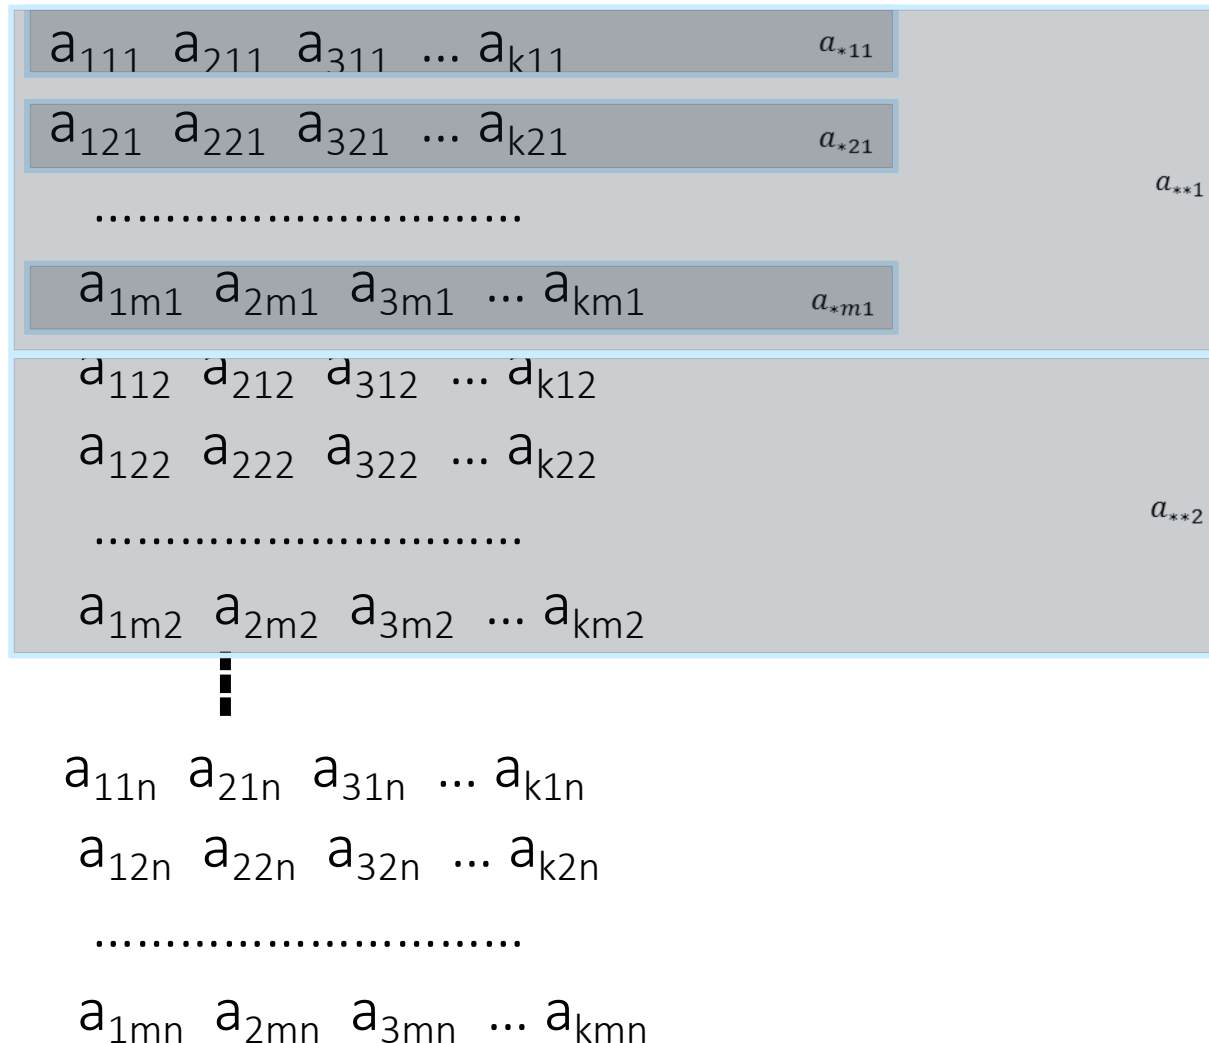 a₁₁₁ a₂₁₁ a₃₁₁ ... aₖ₁₁ a₌*₁₁
a₁₂₁ a₂₂₁ a₃₂₁ ... aₖ₂₁ a*₂₁
a**₁
..............................
a₁ₘ₁ a₂ₘ₁ a₃ₘ₁ ... aₖₘ₁ a*ₘ₁
a₁₁₂ a₂₁₂ a₃₁₂ ... aₖ₁₂
a₁₂₂ a₂₂₂ a₃₂₂ ... aₖ₂₂
a**₂
..............................
a₁ₘ₂ a₂ₘ₂ a₃ₘ₂ ... aₖₘ₂
a₁₁ₙ a₂₁ₙ a₃₁ₙ ... aₖ₁ₙ
a₁₂ₙ a₂₂ₙ a₃₂ₙ ... aₖ₂ₙ
..............................
a₁ₘₙ a₂ₘₙ a₃ₘₙ ... aₖₘₙ